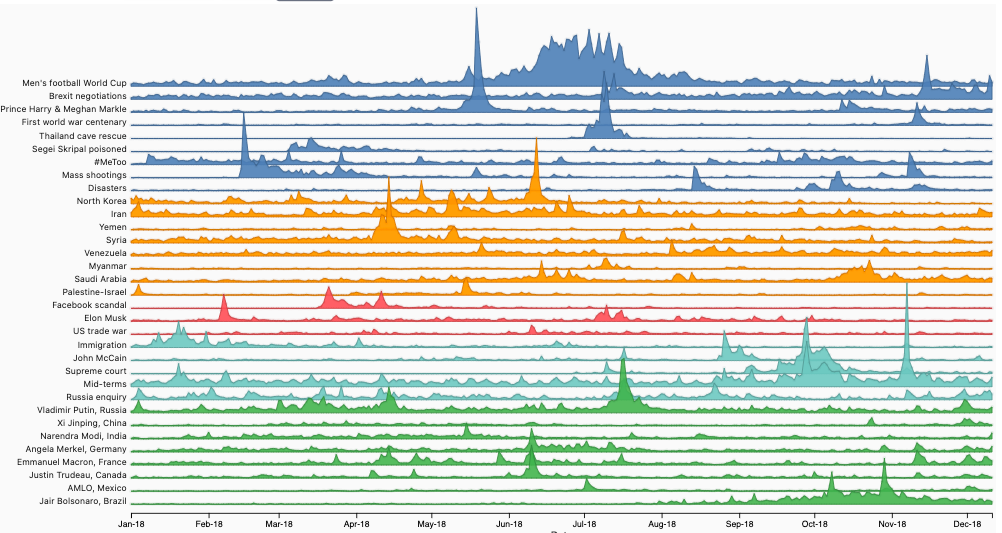 Men's football World Cup
Brexit negotiations
Prince Harry & Meghan Markle
First world war centenary
Thailand cave rescue
Segei Skripal poisoned
#MeToo
Mass shootings
Disasters
North Korea
Iran
Yemen
Syria
Venezuela
Myanmar
Saudi Arabia
Palestine-Israel
Facebook scandal
Elon Musk
US trade war
Immigration
John McCain
Supreme court
Mid-terms
Russia enquiry
Vladimir Putin, Russia
Xi Jinping, China
Narendra Modi, India
Angela Merkel, Germany
Emmanuel Macron, France
Justin Trudeau, Canada
AMLO, Mexico
Jair Bolsonaro, Brazil
Jan-18 Feb-18 Mar-18 Apr-18 May-18 Jun-18 Jul-18 Aug-18 Sep-18 Oct-18 Nov-18 Dec-18